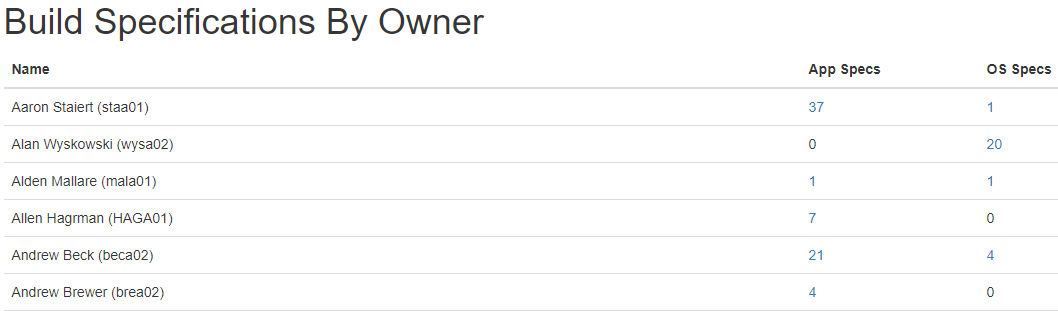 Build Specifications By Owner
Name App Specs OS Specs
Aaron Staiert (staa01) 37 1
Alan Wyskowski (wysa02) 0 20
Alden Mallare (mala01) 1 1
Allen Hagrman (HAGA01) 7 0
Andrew Beck (beca02) 21 4
Andrew Brewer (brea02) 4 0